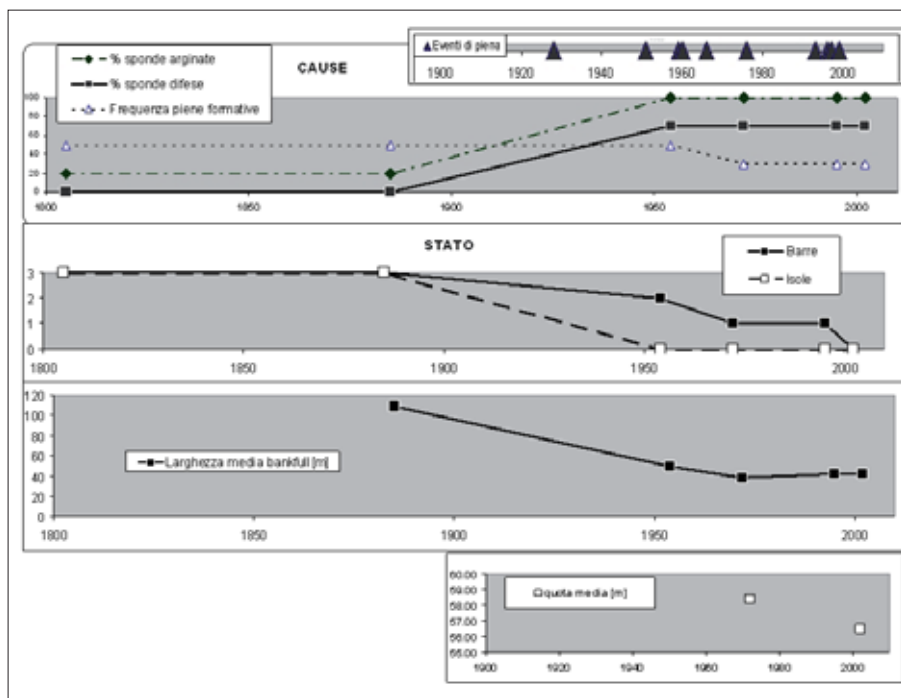 Eventi di piena
1900 1920 1940 1960 1980 2000
CAUSE
% sponde arginate
% sponde difese
Frequenza piene formative
100
80
60
40
20
0
1800 1850 1900 1950 2000
STATO
Barre
Isole
3
2
1
0
1800 1850 1900 1950 2000
120
100
80
60
40
20
0
Larghezza media bankfull [m]
1800 1850 1900 1950 2000
60.00
59.00
58.00
57.00
56.00
55.00
quota media [m]
1900 1920 1940 1960 1980 2000